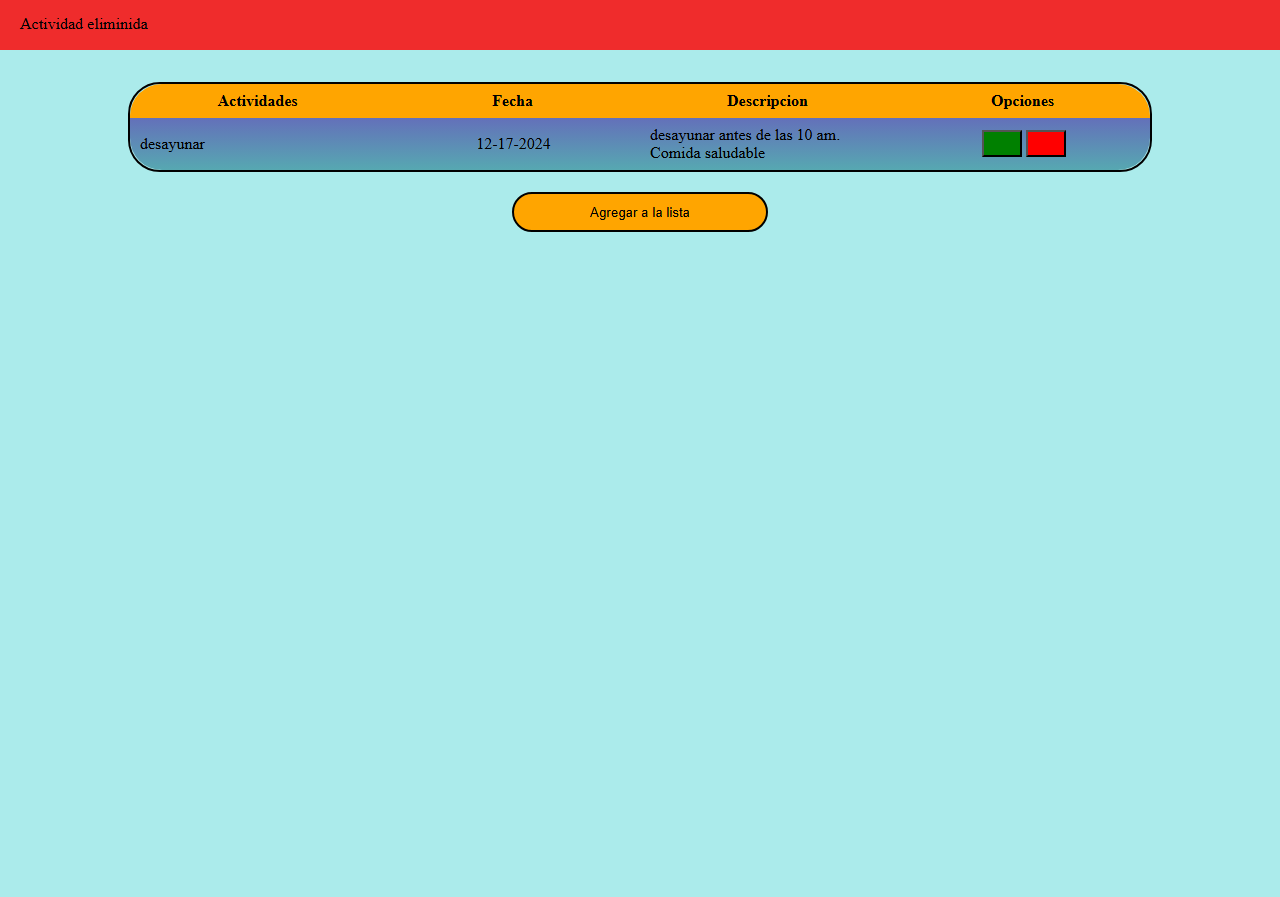 Actividad eliminida
Actividades Fecha Descripcion Opciones
desayunar 12-17-2024 desayunar antes de las 10 am.
Comida saludable
Agregar a la lista